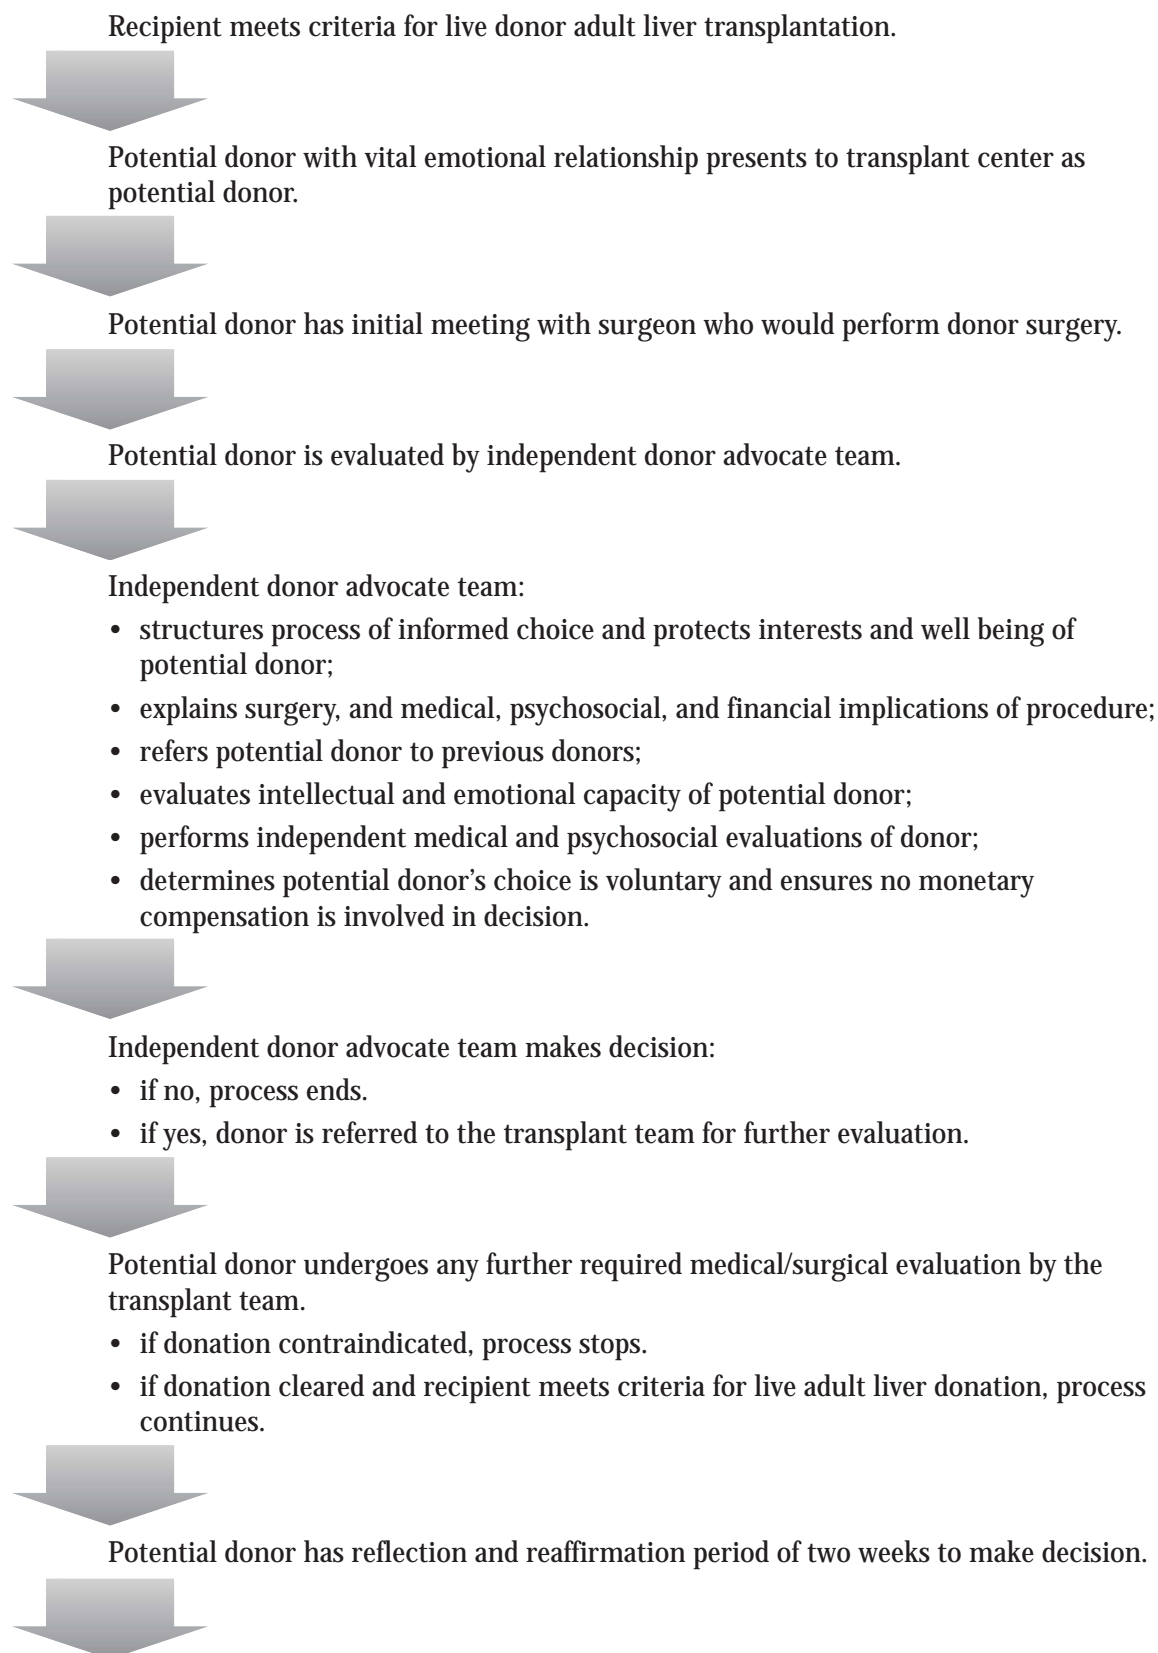 Recipient meets criteria for live donor adult liver transplantation.
Potential donor with vital emotional relationship presents to transplant center as
potential donor.
Potential donor has initial meeting with surgeon who would perform donor surgery.
Potential donor is evaluated by independent donor advocate team.
Independent donor advocate team:
• structures process of informed choice and protects interests and well being of
potential donor;
• explains surgery, and medical, psychosocial, and financial implications of procedure;
• refers potential donor to previous donors;
• evaluates intellectual and emotional capacity of potential donor;
• performs independent medical and psychosocial evaluations of donor;
• determines potential donor's choice is voluntary and ensures no monetary
compensation is involved in decision.
Independent donor advocate team makes decision:
• if no, process ends.
• if yes, donor is referred to the transplant team for further evaluation.
Potential donor undergoes any further required medical/surgical evaluation by the
transplant team.
• if donation contraindicated, process stops.
• if donation cleared and recipient meets criteria for live adult liver donation, process
continues.
Potential donor has reflection and reaffirmation period of two weeks to make decision.